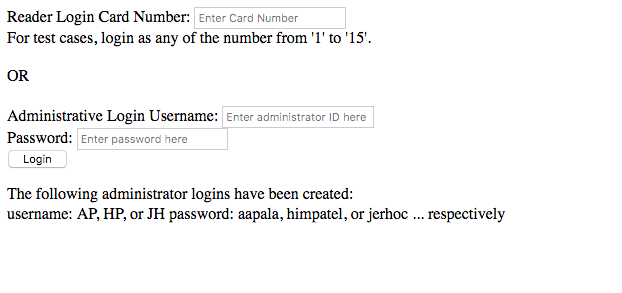 Reader Login Card Number: Enter Card Number
For test cases, login as any of the number from '1' to '15'.
OR
Administrative Login Username: Enter administrator ID here
Password: Enter password here
Login
The following administrator logins have been created:
username: AP, HP, or JH password: aapala, himpatel, or jerhoc ... respectively